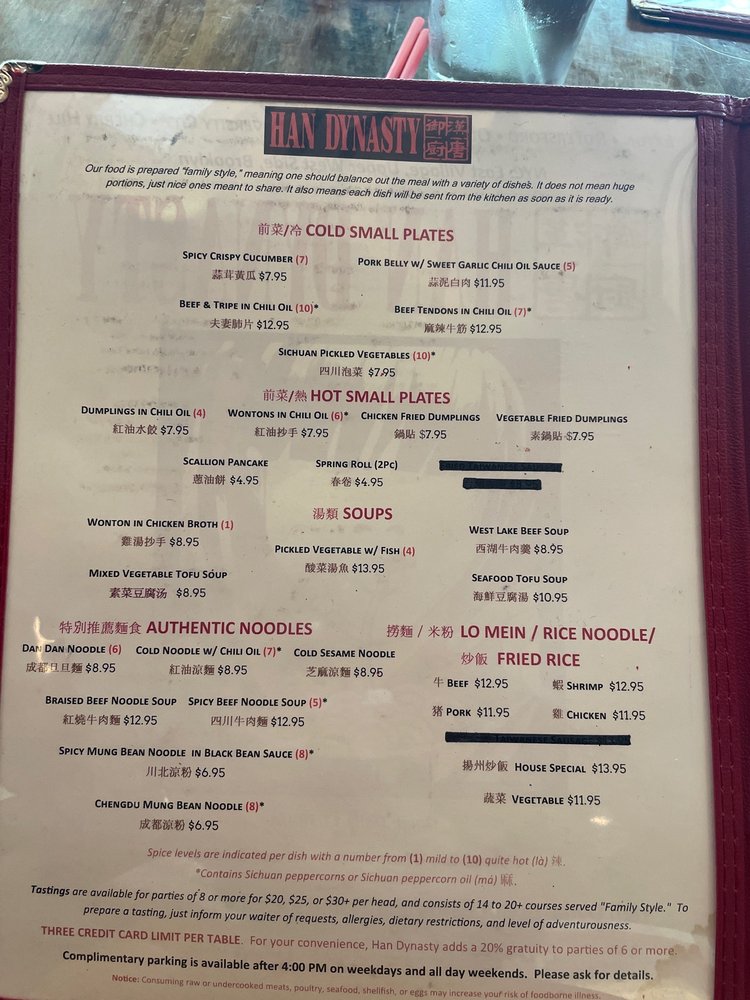 HAN DYNASTY 御漢廚唐
Our food is prepared "family style," meaning one should balance out the meal with a variety of dishes. It does not mean huge
portions, just nice ones meant to share. It also means each dish will be sent from the kitchen as soon as it is ready.
前菜/冷 COLD SMALL PLATES
SPICY CRISPY CUCUMBER (7)
蒜茸黃瓜 $7.95
PORK BELLY W/ SWEET GARLIC CHILI OIL SAUCE (5)
蒜泥白肉 $11.95
BEEF & TRIPE IN CHILI OIL (10)*
夫妻肺片 $12.95
BEEF TENDONS IN CHILI OIL (7)*
麻辣牛筋 $12.95
SICHUAN PICKLED VEGETABLES (10)*
四川泡菜 $7.95
前菜/熱 HOT SMALL PLATES
DUMPLINGS IN CHILI OIL (4)
紅油水餃 $7.95
WONTONS IN CHILI OIL (6)*
紅油抄手 $7.95
CHICKEN FRIED DUMPLINGS
鍋貼 $7.95
VEGETABLE FRIED DUMPLINGS
素鍋貼 $7.95
SCALLION PANCAKE
蔥油餅 $4.95
SPRING ROLL (2PC)
春卷 $4.95
湯類 SOUPS
WONTON IN CHICKEN BROTH (1)
雞湯抄手 $8.95
PICKLED VEGETABLE W/ FISH (4)
酸菜湯魚 $13.95
WEST LAKE BEEF SOUP
西湖牛肉羹 $8.95
MIXED VEGETABLE TOFU SOUP
素菜豆腐汤 $8.95
SEAFOOD TOFU SOUP
海鮮豆腐湯 $10.95
特別推薦麵食 AUTHENTIC NOODLES
DAN DAN NOODLE (6)
成都旦旦麵 $8.95
COLD NOODLE W/ CHILI OIL (7)*
紅油涼麵 $8.95
COLD SESAME NOODLE
芝麻涼麵 $8.95
BRAISED BEEF NOODLE SOUP
紅燒牛肉麵 $12.95
SPICY BEEF NOODLE SOUP (5)*
四川牛肉麵 $12.95
SPICY MUNG BEAN NOODLE IN BLACK BEAN SAUCE (8)*
川北涼粉 $6.95
CHENGDU MUNG BEAN NOODLE (8)*
成都涼粉 $6.95
撈麵 / 米粉 LO MEIN / RICE NOODLE/
炒飯 FRIED RICE
牛 BEEF $12.95
蝦 SHRIMP $12.95
猪 PORK $11.95
雞 CHICKEN $11.95
TAIWANESE SAUSAGE
揚州炒飯 HOUSE SPECIAL $13.95
蔬菜 VEGETABLE $11.95
Spice levels are indicated per dish with a number from (1) mild to (10) quite hot (là) 辣.
*Contains Sichuan peppercorns or Sichuan peppercorn oil (má) 麻.
Tastings are available for parties of 8 or more for $20, $25, or $30+ per head, and consists of 14 to 20+ courses served "Family Style." To
prepare a tasting, just inform your waiter of requests, allergies, dietary restrictions, and level of adventurousness.
THREE CREDIT CARD LIMIT PER TABLE. For your convenience, Han Dynasty adds a 20% gratuity to parties of 6 or more.
Complimentary parking is available after 4:00 PM on weekdays and all day weekends. Please ask for details.
Notice: Consuming raw or undercooked meats, poultry, seafood, shellfish, or eggs may increase your risk of foodborne illness.